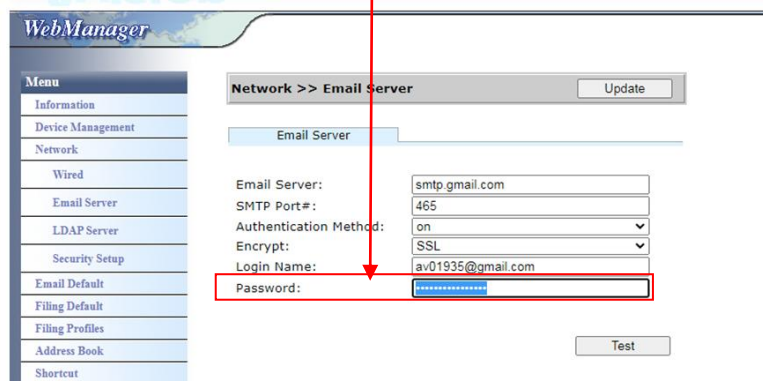 WebManager
Menu
Information
Device Management
Network
Wired
Email Server
LDAP Server
Security Setup
Email Default
Filing Default
Filing Profiles
Address Book
Shortcut
Network >> Email Server
Update
Email Server
Email Server: smtp.gmail.com
SMTP Port#: 465
Authentication Method: on
Encrypt: SSL
Login Name: av01935@gmail.com
Password: ••••••••••••••••
Test